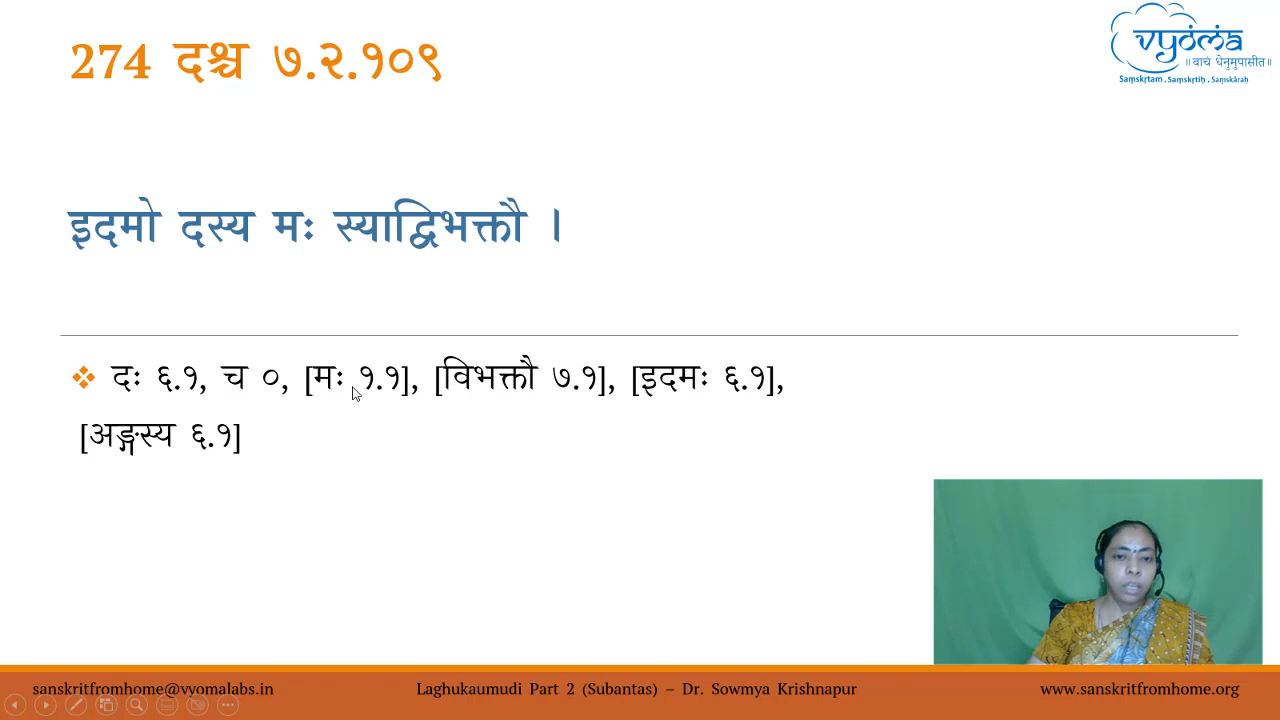 274 दश्च ७.२.१०९
vyoma
॥ वाचं धेनुमुपासीत ॥
Saṃskṛtam . Saṃskṛtiḥ . Saṃskāraḥ
इदमो दस्य मः स्याद्विभक्तौ ।
❖ दः ६.१, च ०, [मः १.१], [विभक्तौ ७.१], [इदमः ६.१],
[अङ्गस्य ६.१]
sanskritfromhome@vyomalabs.in
Laghukaumudi Part 2 (Subantas) – Dr. Sowmya Krishnapur
www.sanskritfromhome.org